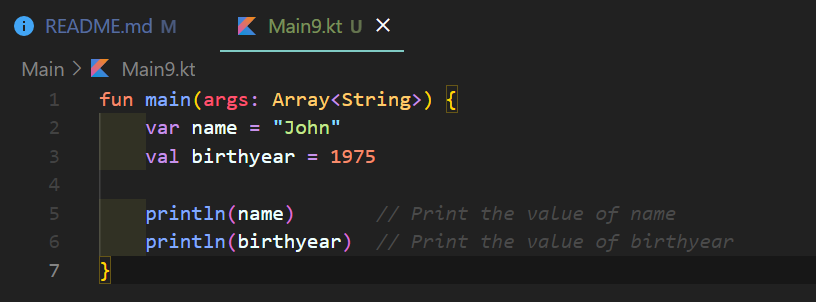 README.md M Main9.kt U
Main > Main9.kt
1 fun main(args: Array<String>) {
2     var name = "John"
3     val birthyear = 1975
4
5     println(name)       // Print the value of name
6     println(birthyear)  // Print the value of birthyear
7 }